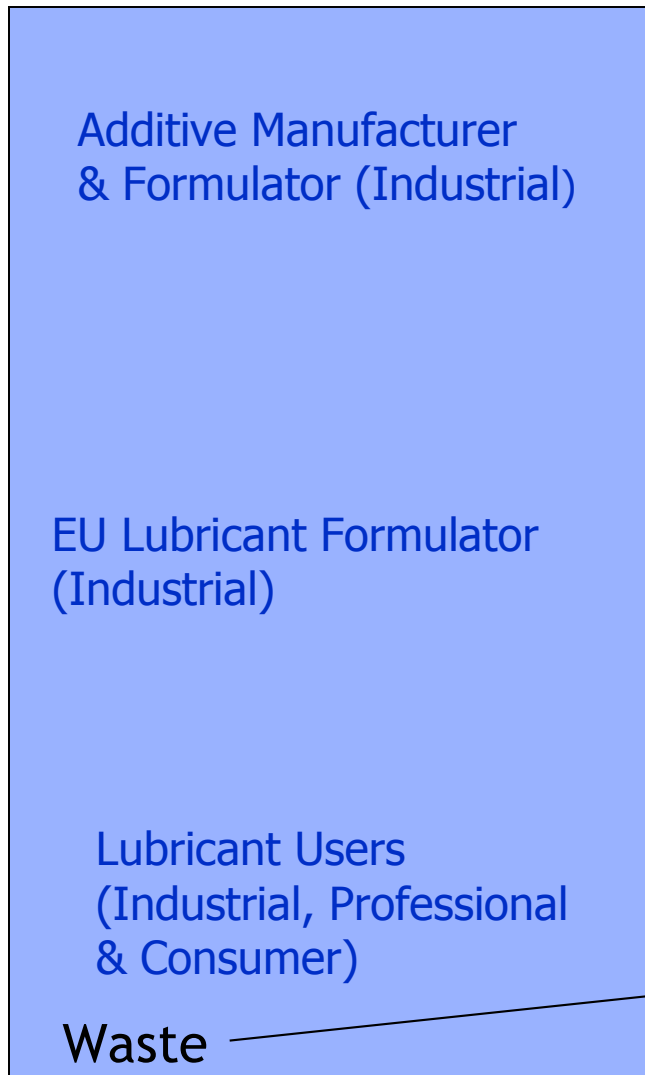 Additive Manufacturer
& Formulator (Industrial)
EU Lubricant Formulator
(Industrial)
Lubricant Users
(Industrial, Professional
& Consumer)
Waste